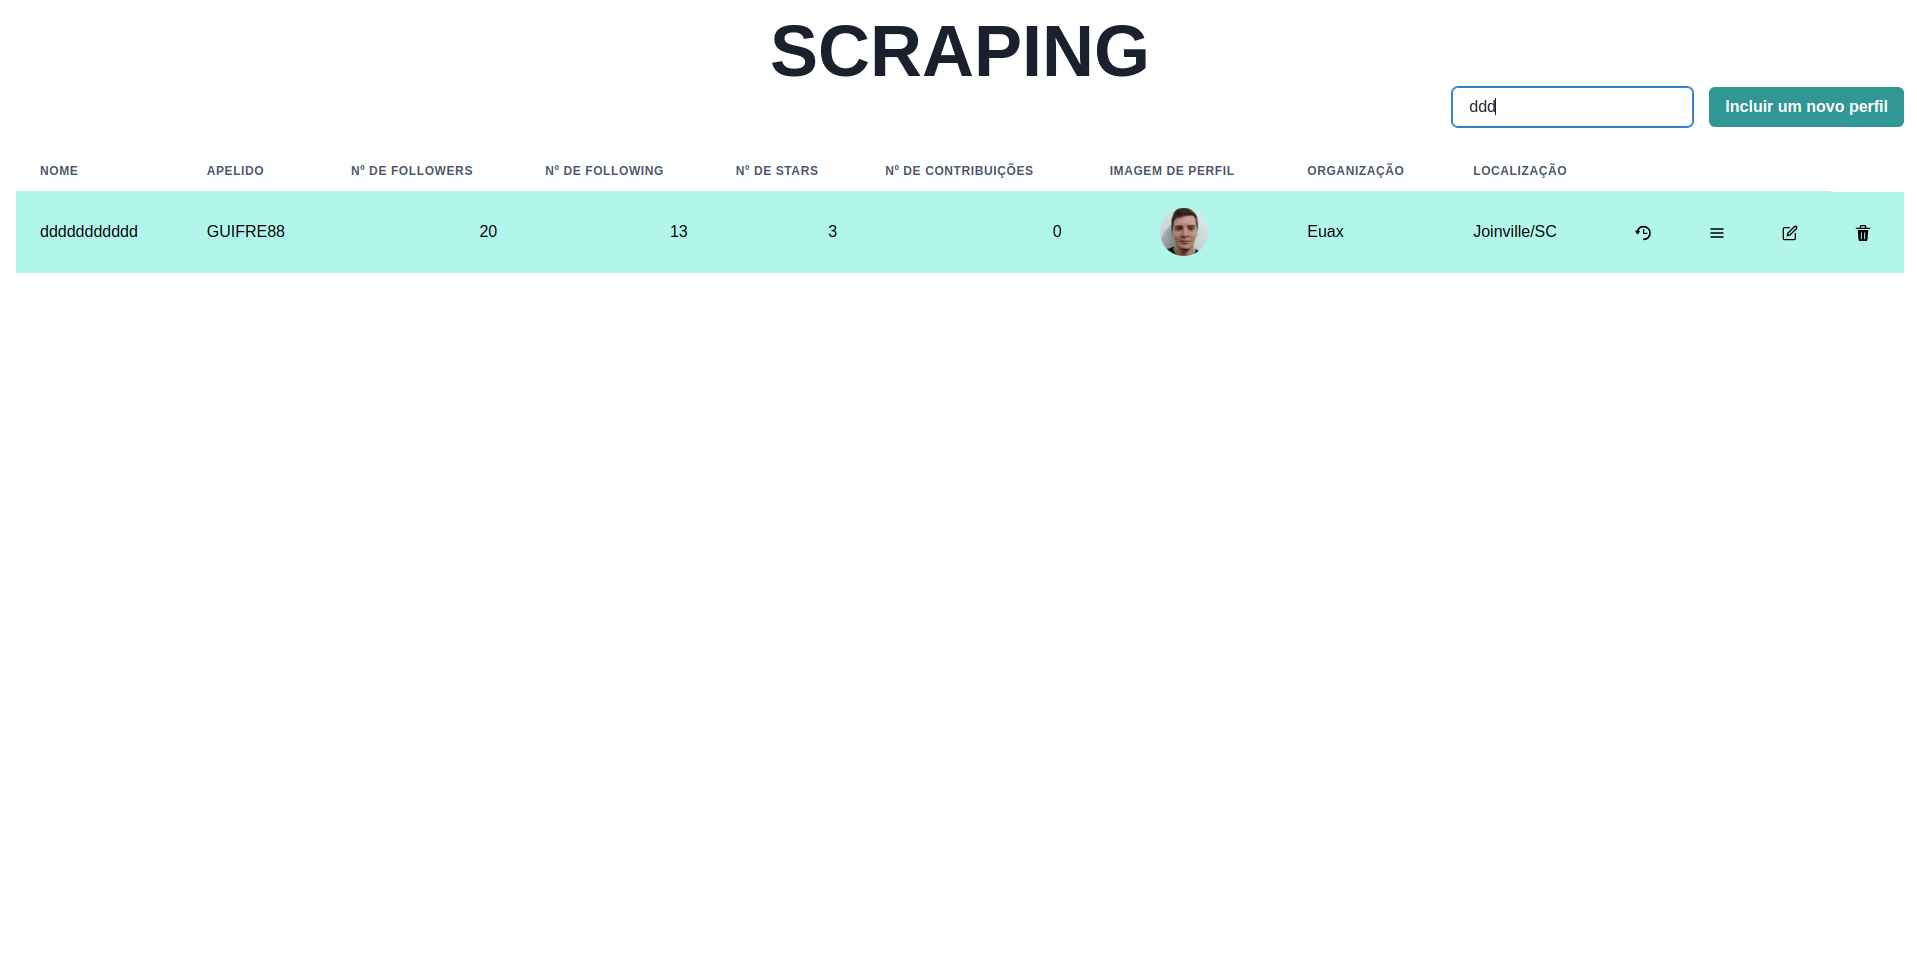 SCRAPING
ddd
Incluir um novo perfil
NOME APELIDO Nº DE FOLLOWERS Nº DE FOLLOWING Nº DE STARS Nº DE CONTRIBUIÇÕES IMAGEM DE PERFIL ORGANIZAÇÃO LOCALIZAÇÃO
ddddddddddd GUIFRE88 20 13 3 0 Euax Joinville/SC